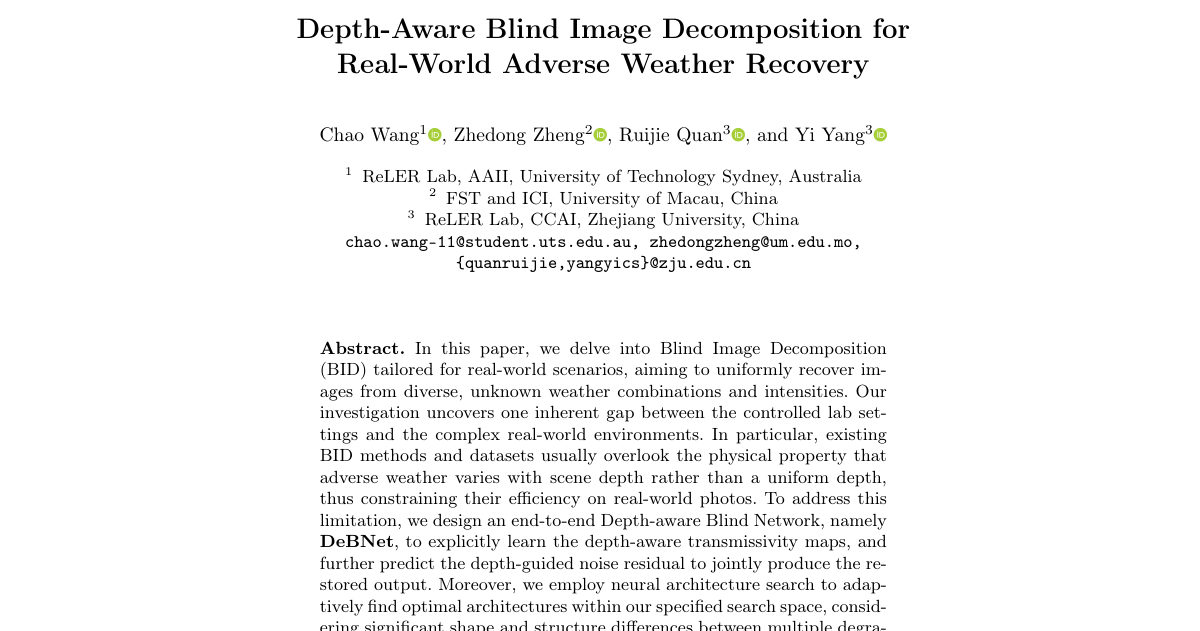 Depth-Aware Blind Image Decomposition for
Real-World Adverse Weather Recovery
Chao Wang1, Zhedong Zheng2, Ruijie Quan3, and Yi Yang3
1 ReLER Lab, AAII, University of Technology Sydney, Australia
2 FST and ICI, University of Macau, China
3 ReLER Lab, CCAI, Zhejiang University, China
chao.wang-11@student.uts.edu.au, zhedongzheng@um.edu.mo,
{quanruijie,yangyics}@zju.edu.cn
Abstract. In this paper, we delve into Blind Image Decomposition
(BID) tailored for real-world scenarios, aiming to uniformly recover im-
ages from diverse, unknown weather combinations and intensities. Our
investigation uncovers one inherent gap between the controlled lab set-
tings and the complex real-world environments. In particular, existing
BID methods and datasets usually overlook the physical property that
adverse weather varies with scene depth rather than a uniform depth,
thus constraining their efficiency on real-world photos. To address this
limitation, we design an end-to-end Depth-aware Blind Network, namely
DeBNet, to explicitly learn the depth-aware transmissivity maps, and
further predict the depth-guided noise residual to jointly produce the re-
stored output. Moreover, we employ neural architecture search to adap-
tively find optimal architectures within our specified search space, consid-
ering significant shape and structure differences between multiple degra-